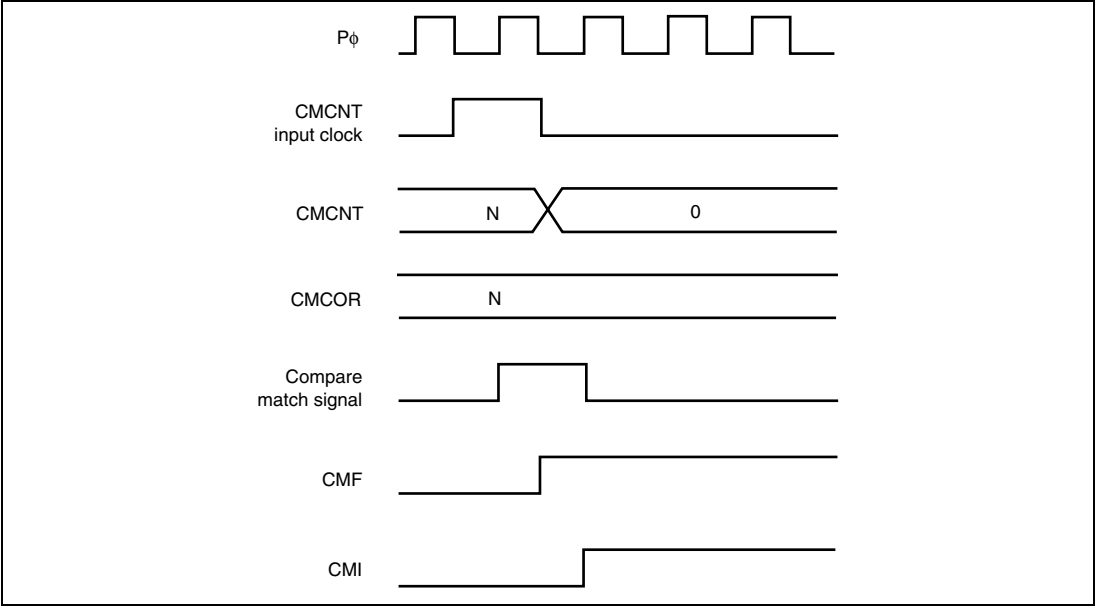 Pϕ
CMCNT
input clock
CMCNT
N
0
CMCOR
N
Compare
match signal
CMF
CMI